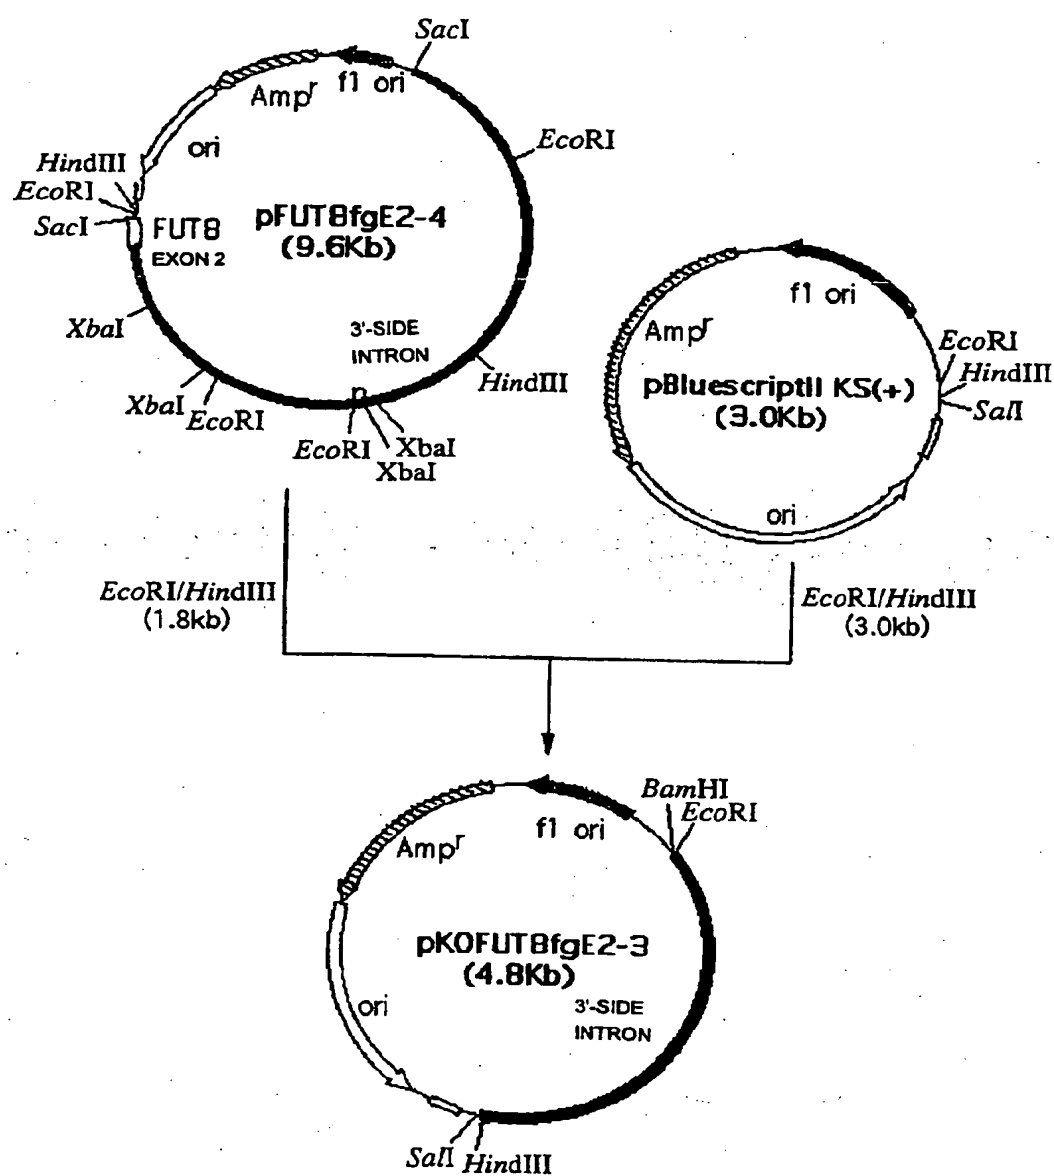 SacI
f1 ori
Ampr
EcoRI
ori
HindIII
EcoRI
SacI
FUT8
EXON 2
pFUT8fgE2-4
(9.6Kb)
XbaI
3'-SIDE
INTRON
HindIII
XbaI
EcoRI
EcoRI
XbaI
XbaI
f1 ori
Ampr
EcoRI
HindIII
SalI
pBluescriptII KS(+)
(3.0Kb)
ori
EcoRI/HindIII
(1.8kb)
EcoRI/HindIII
(3.0kb)
BamHI
EcoRI
f1 ori
Ampr
pKOFUT8fgE2-3
(4.8Kb)
ori
3'-SIDE
INTRON
SalI
HindIII